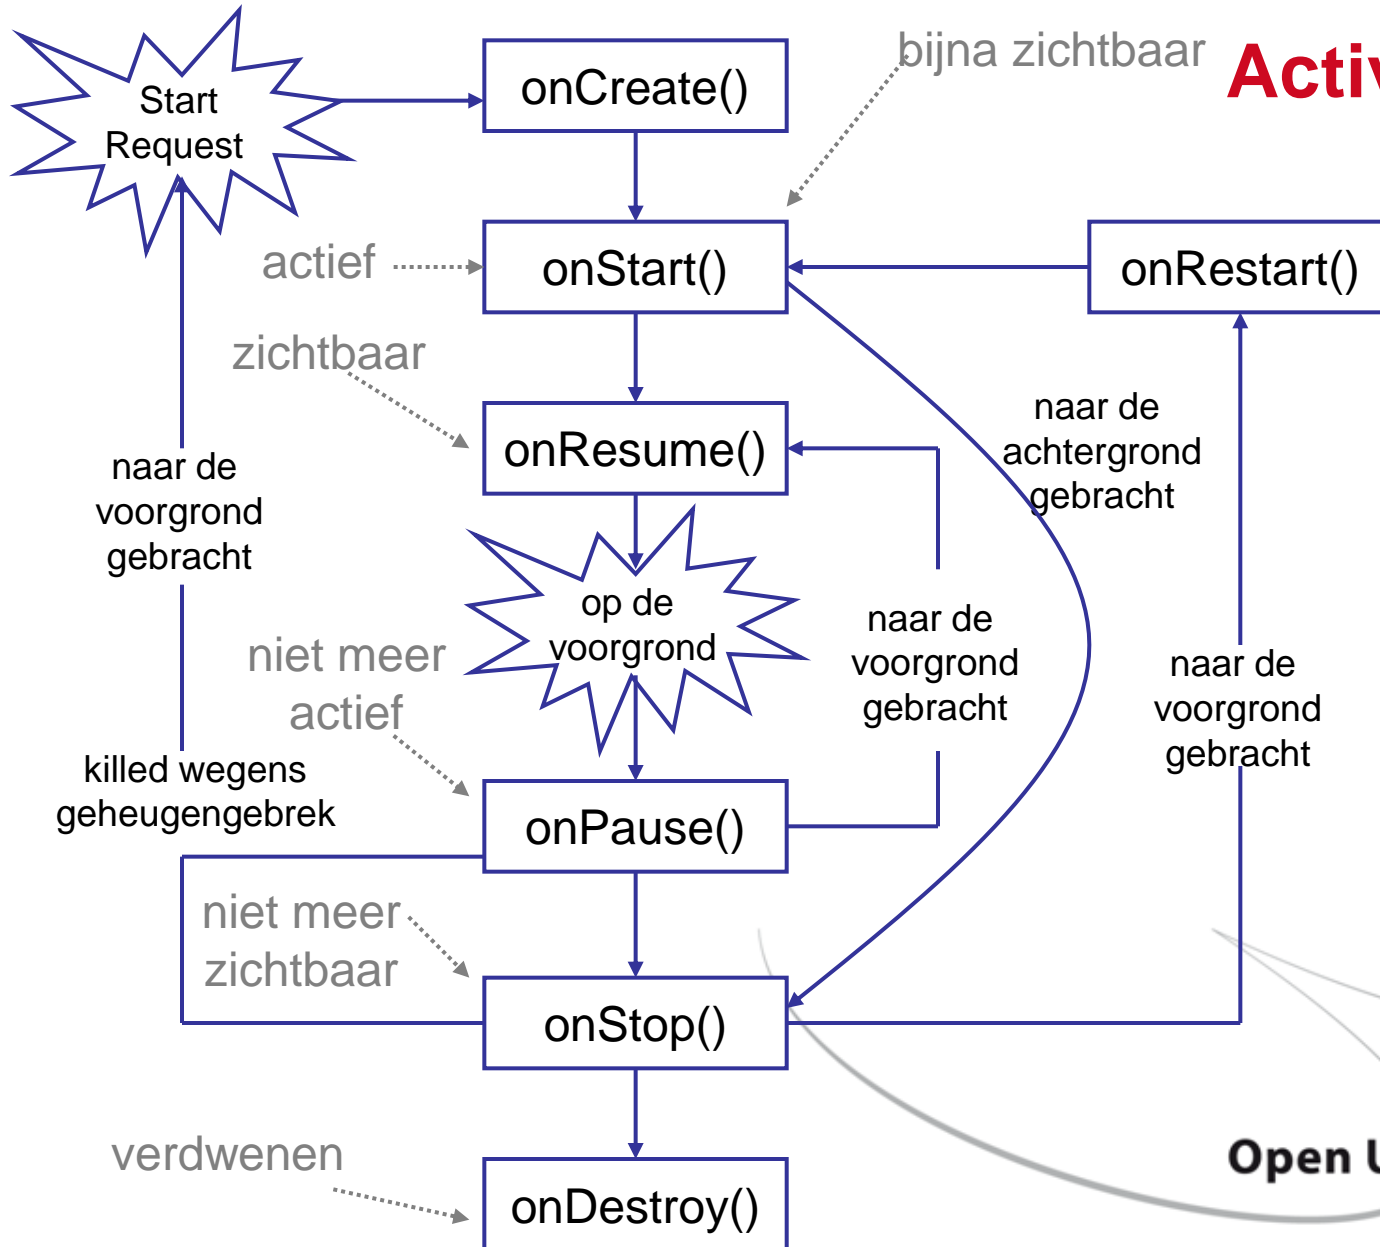 bijna zichtbaar
Activ
Start
Request
onCreate()
actief
onStart()
onRestart()
zichtbaar
onResume()
naar de
achtergrond
gebracht
naar de
voorgrond
gebracht
op de
voorgrond
naar de
voorgrond
gebracht
niet meer
actief
naar de
voorgrond
gebracht
killed wegens
geheugengebrek
onPause()
niet meer
zichtbaar
onStop()
verdwenen
onDestroy()
Open U